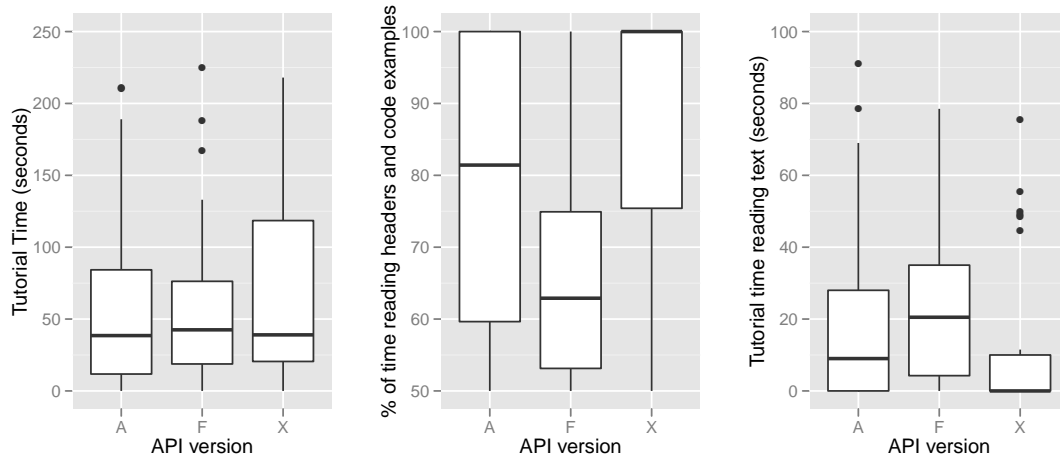 Tutorial Time (seconds)
250
200
150
100
50
0
A F X
API version
% of time reading headers and code examples
100
90
80
70
60
50
A F X
API version
Tutorial time reading text (seconds)
100
80
60
40
20
0
A F X
API version